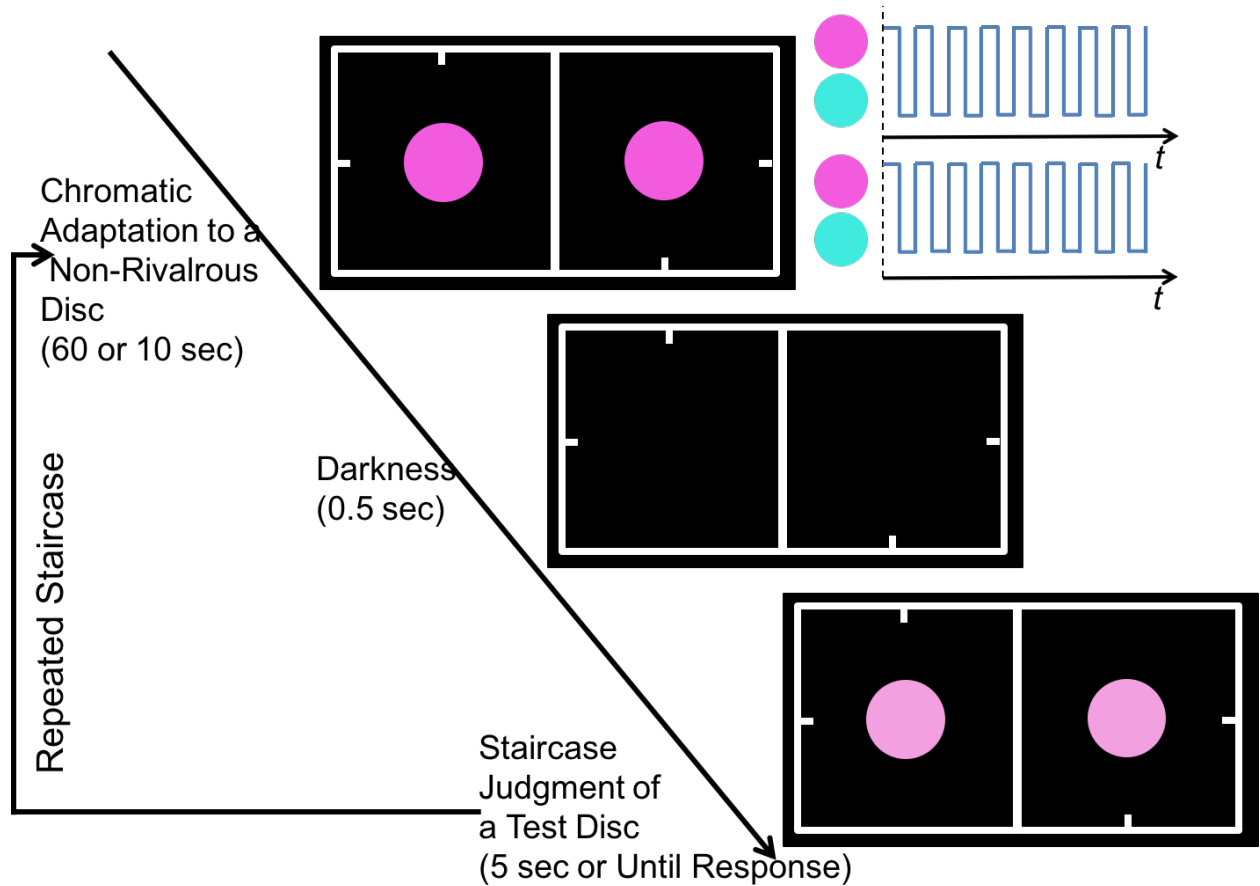 t
t
Chromatic
Adaptation to a
Non-Rivalrous
Disc
(60 or 10 sec)
Darkness
(0.5 sec)
Repeated Staircase
Staircase
Judgment of
a Test Disc
(5 sec or Until Response)